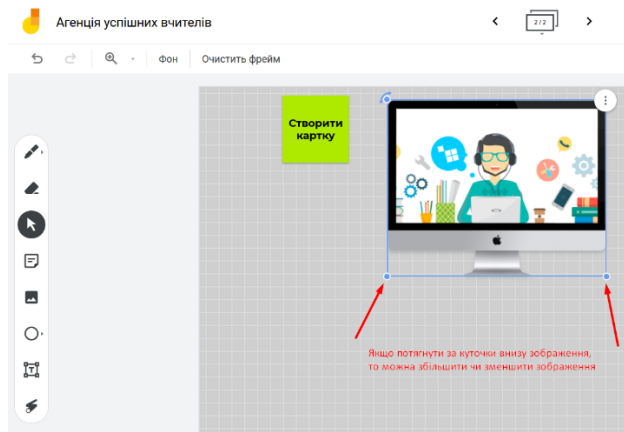 Агенція успішних вчителів
2/2
Фон
Очистить фрейм
Створити
картку
Якщо потягнути за куточки внизу зображення,
то можна збільшити чи зменшити зображення